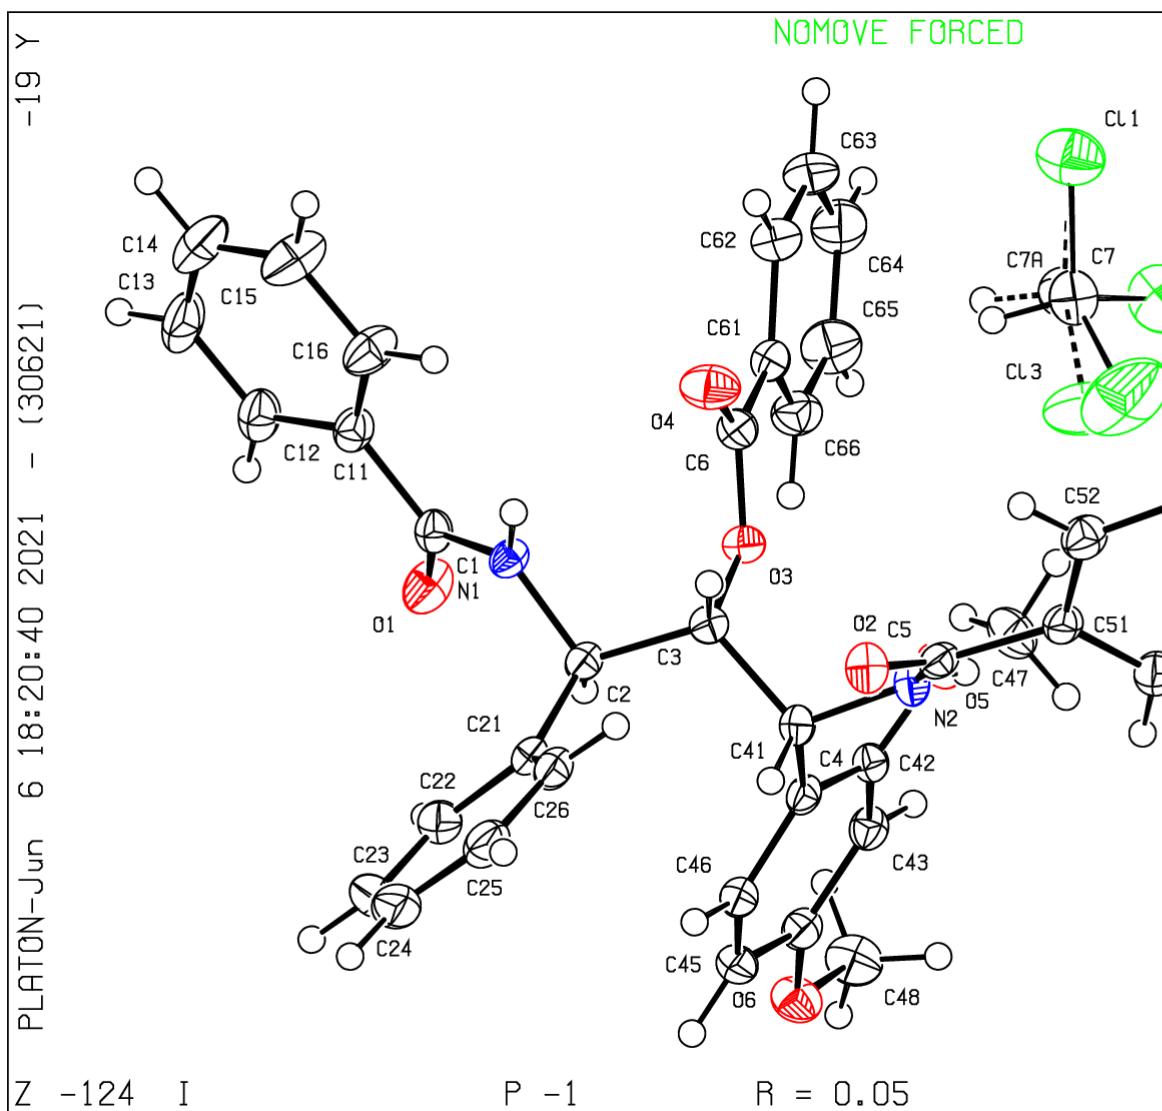 NOMOVE FORCED
PLATON-Jun 6 18:20:40 2021 - (30621) -19 Y
Cl1
C63
C14
C62
C13
C64
C7A
C7
C15
C65
C61
C16
Cl3
O4
C66
C12
C6
C11
C52
C1
O3
N1
O1
O2
C5
C51
C3
C47
C2
O5
N2
C21
C41
C4
C42
C22
C26
C43
C23
C25
C46
C24
C45
O6
C48
Z -124 I P -1 R = 0.05